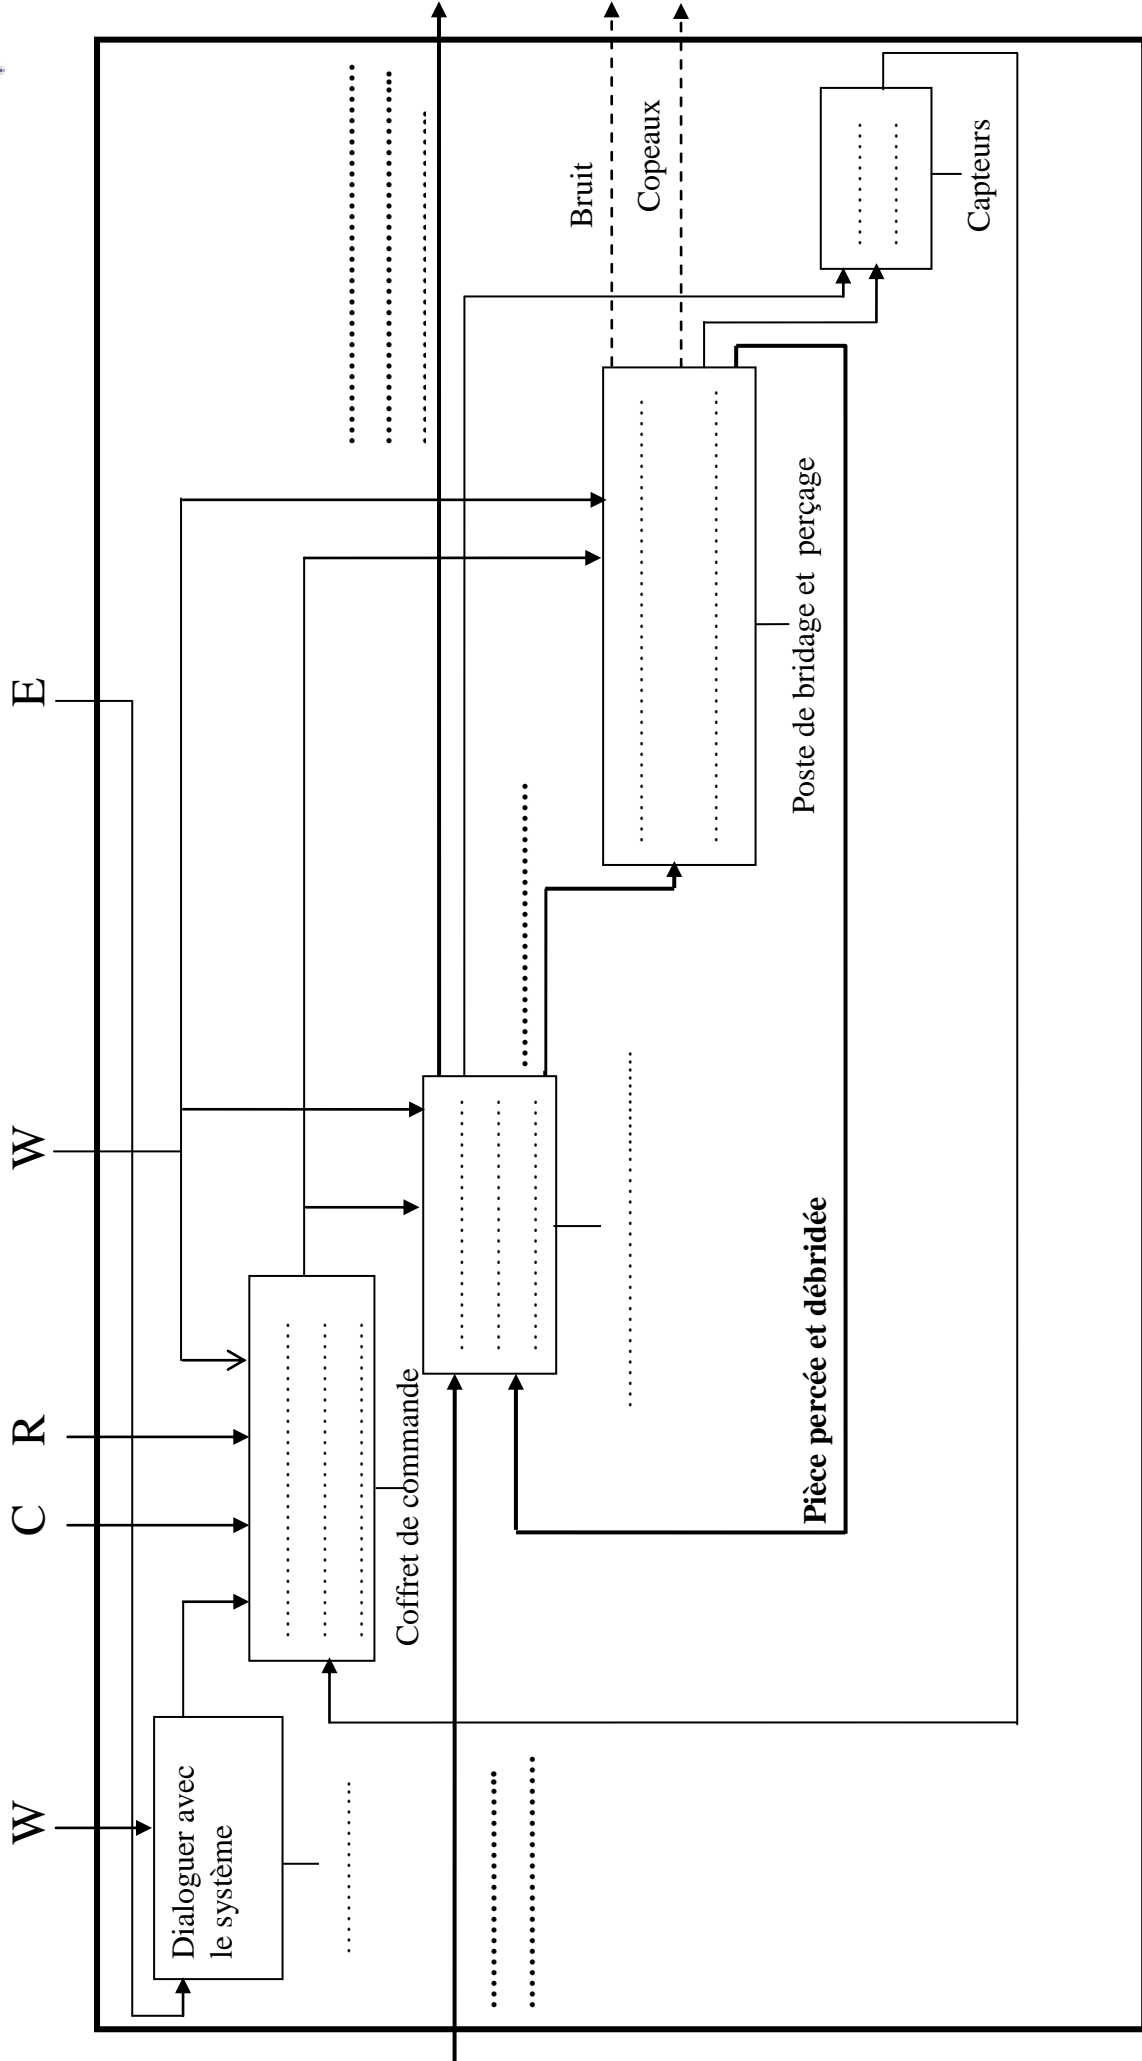 W
C
R
W
E
Dialoguer avec
le système
Coffret de commande
Pièce percée et débridée
Poste de bridage et perçage
Bruit
Copeaux
Capteurs